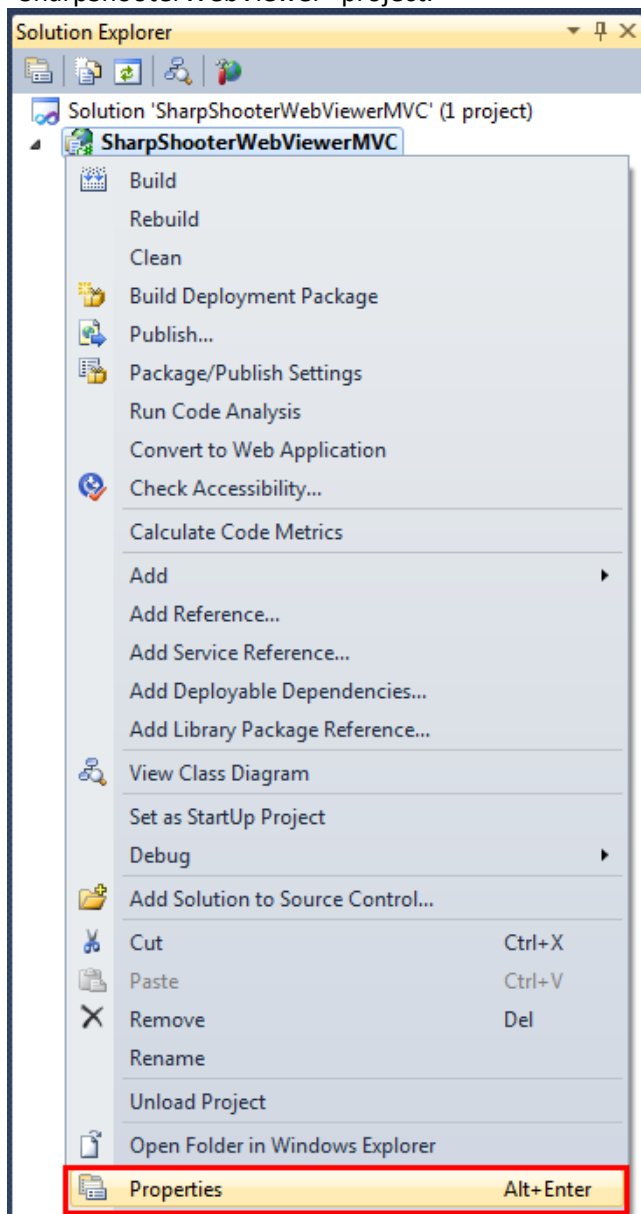 "SharpShooterWebViewer" project.
Solution Explorer
Solution 'SharpShooterWebViewerMVC' (1 project)
SharpShooterWebViewerMVC
Build
Rebuild
Clean
Build Deployment Package
Publish...
Package/Publish Settings
Run Code Analysis
Convert to Web Application
Check Accessibility...
Calculate Code Metrics
Add
Add Reference...
Add Service Reference...
Add Deployable Dependencies...
Add Library Package Reference...
View Class Diagram
Set as StartUp Project
Debug
Add Solution to Source Control...
Cut Ctrl+X
Paste Ctrl+V
Remove Del
Rename
Unload Project
Open Folder in Windows Explorer
Properties Alt+Enter